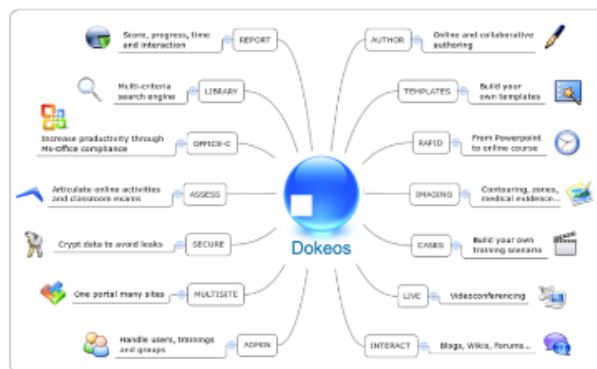 Score, progress, time
and interaction
REPORT
Multi-criteria
search engine
LIBRARY
Increase productivity through
Ms-Office compliance
OFFICE-C
Articulate online activities
and classroom exams
ASSESS
Crypt data to avoid leaks
SECURE
One portal many sites
MULTISITE
Handle users, trainings
and groups
ADMIN
Dokeos
AUTHOR
Online and collaborative
authoring
TEMPLATES
Build your
own templates
RAPID
From Powerpoint
to online course
IMAGING
Contouring, zones,
medical evidence...
CASES
Build your own
training scenario
LIVE
Videoconferencing
INTERACT
Blogs, Wikis, Forums...